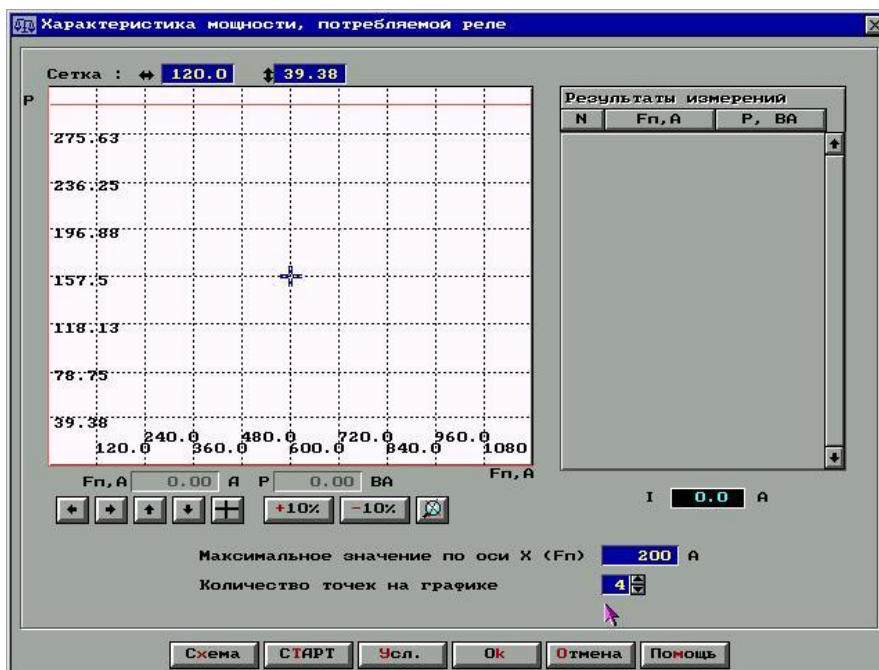 Характеристика мощности, потребляемой реле
Сетка : 120.0 39.38
P
Результаты измерений
N Fп,А P, ВА
275.63
236.25
196.88
157.5
118.13
78.75
39.38
240.0 480.0 720.0 960.0
120.0 360.0 600.0 840.0 1080
Fп,А
Fп,А 0.00 А P 0.00 ВА
I 0.0 А
+10% -10%
Максимальное значение по оси X (Fп) 200 А
Количество точек на графике 4
Схема СТАРТ Усл. Ok Отмена Помощь